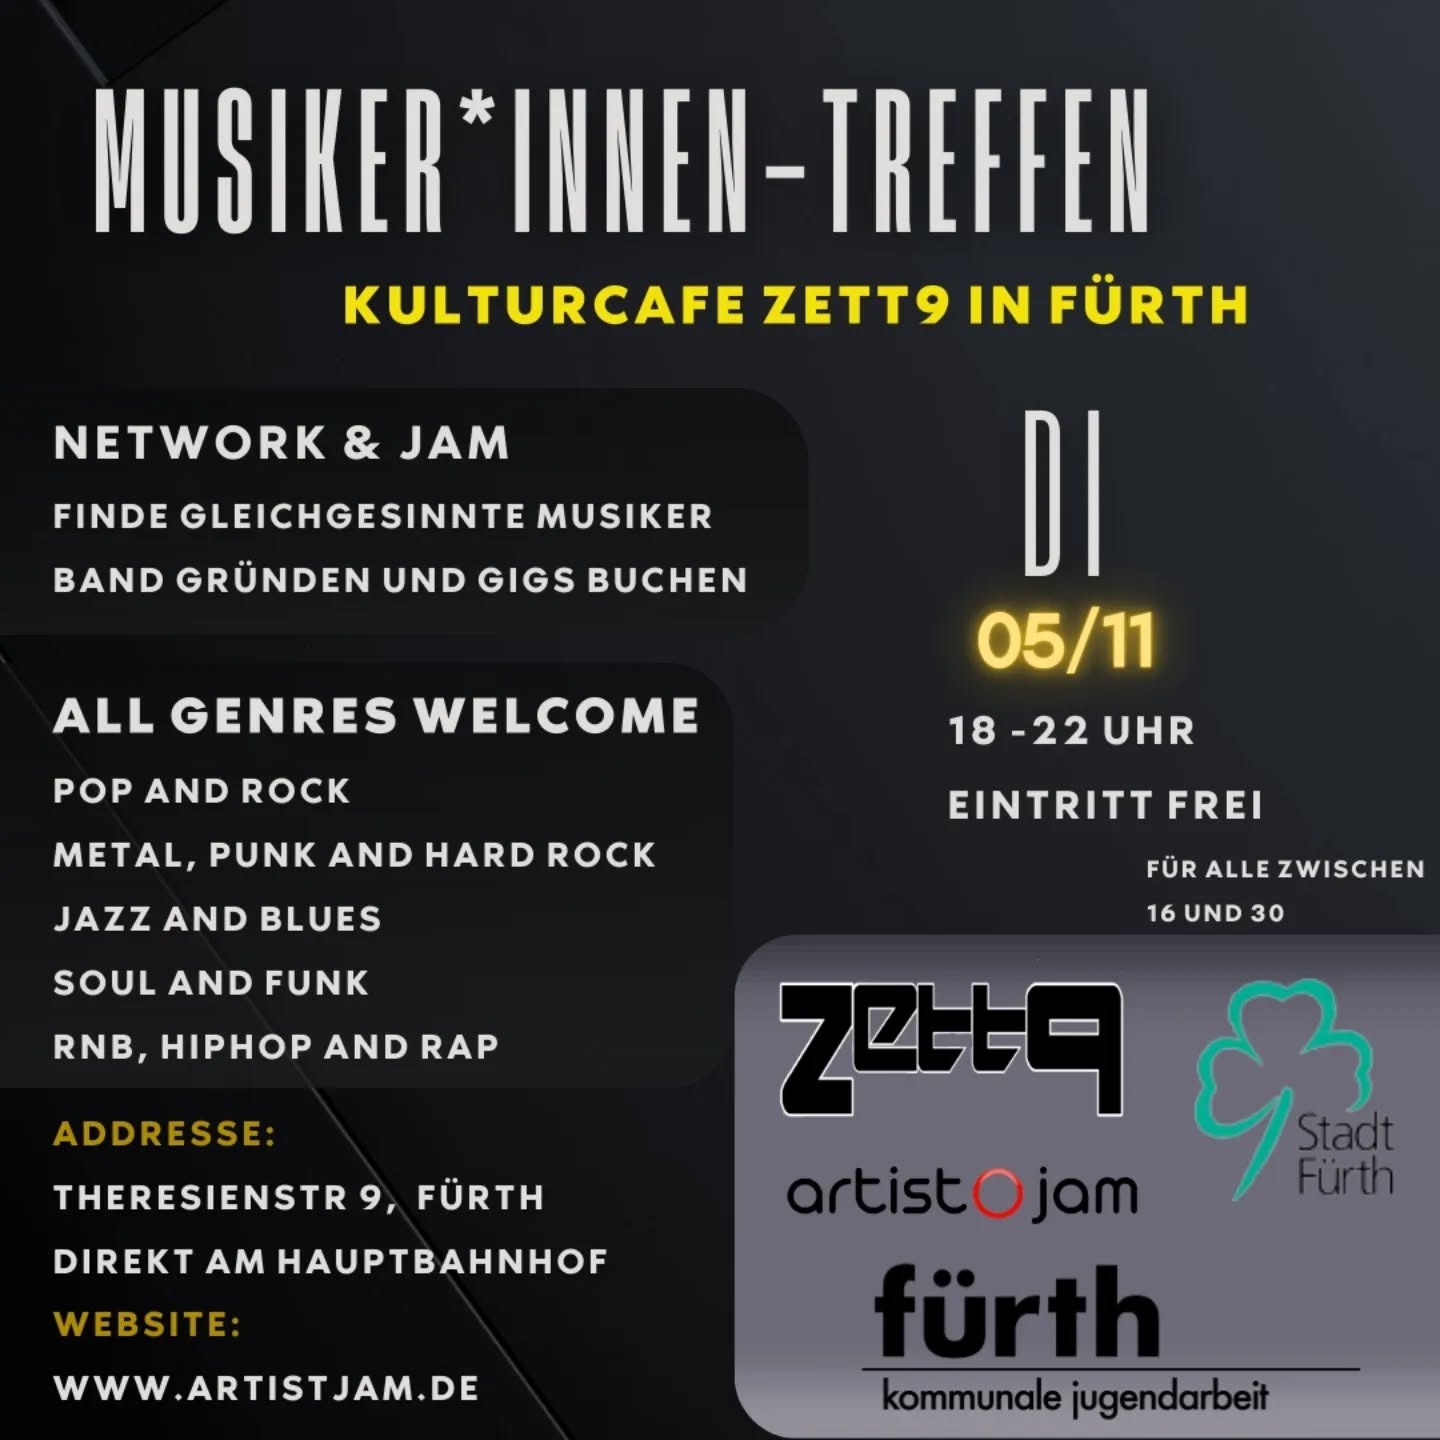 MUSIKER*INNEN-TREFFEN
KULTURCAFE ZETT9 IN FÜRTH
NETWORK & JAM
FINDE GLEICHGESINNTE MUSIKER
BAND GRÜNDEN UND GIGS BUCHEN
DI
05/11
18 -22 UHR
EINTRITT FREI
FÜR ALLE ZWISCHEN
16 UND 30
ALL GENRES WELCOME
POP AND ROCK
METAL, PUNK AND HARD ROCK
JAZZ AND BLUES
SOUL AND FUNK
RNB, HIPHOP AND RAP
ADDRESSE:
THERESIENSTR 9, FÜRTH
DIREKT AM HAUPTBAHNHOF
WEBSITE:
WWW.ARTISTJAM.DE
zett9
Stadt
Fürth
artist jam
fürth
kommunale jugendarbeit